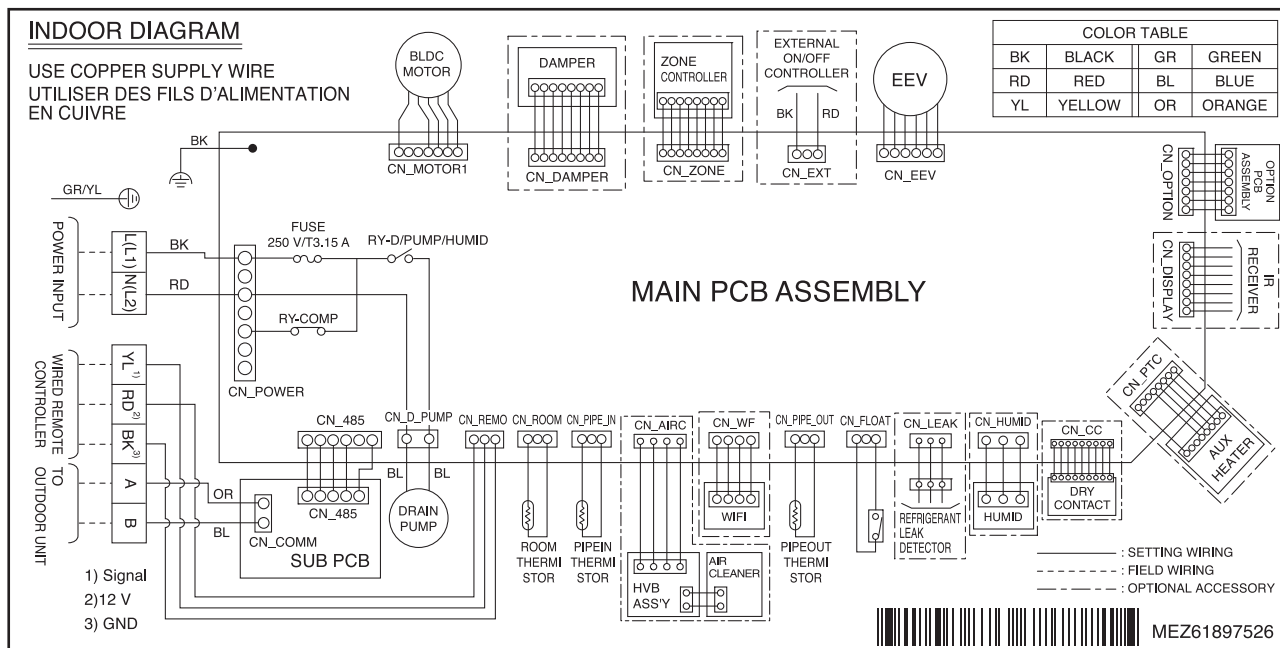 INDOOR DIAGRAM
USE COPPER SUPPLY WIRE
UTILISER DES FILS D'ALIMENTATION
EN CUIVRE
BLDC
MOTOR
CN_MOTOR1
DAMPER
CN_DAMPER
ZONE
CONTROLLER
CN_ZONE
EXTERNAL
ON/OFF
CONTROLLER
BK
RD
CN_EXT
EEV
CN_EEV
COLOR TABLE
BK BLACK GR GREEN
RD RED BL BLUE
YL YELLOW OR ORANGE
BK
GR/YL
POWER INPUT
L(L1)
N(L2)
BK
RD
FUSE
250 V/T3.15 A
RY-D/PUMP/HUMID
RY-COMP
CN_POWER
MAIN PCB ASSEMBLY
CN_OPTION
OPTION
PCB
ASSEMBLY
CN_DISPLAY
IR
RECEIVER
CN_PTC
AUX
HEATER
WIRED REMOTE
CONTROLLER
YL 1)
RD 2)
BK 3)
TO
OUTDOOR UNIT
A
B
OR
BL
CN_COMM
CN_485
CN_485
SUB PCB
CN_D_PUMP
BL
BL
DRAIN
PUMP
CN_REMO
CN_ROOM
ROOM
THERMI
STOR
CN_PIPE_IN
PIPEIN
THERMI
STOR
CN_AIRC
HVB
ASS'Y
AIR
CLEANER
CN_WF
WIFI
CN_PIPE_OUT
PIPEOUT
THERMI
STOR
CN_FLOAT
CN_LEAK
REFRIGERANT
LEAK
DETECTOR
CN_HUMID
HUMID
CN_CC
DRY
CONTACT
1) Signal
2)12 V
3) GND
: SETTING WIRING
: FIELD WIRING
: OPTIONAL ACCESSORY
MEZ61897526